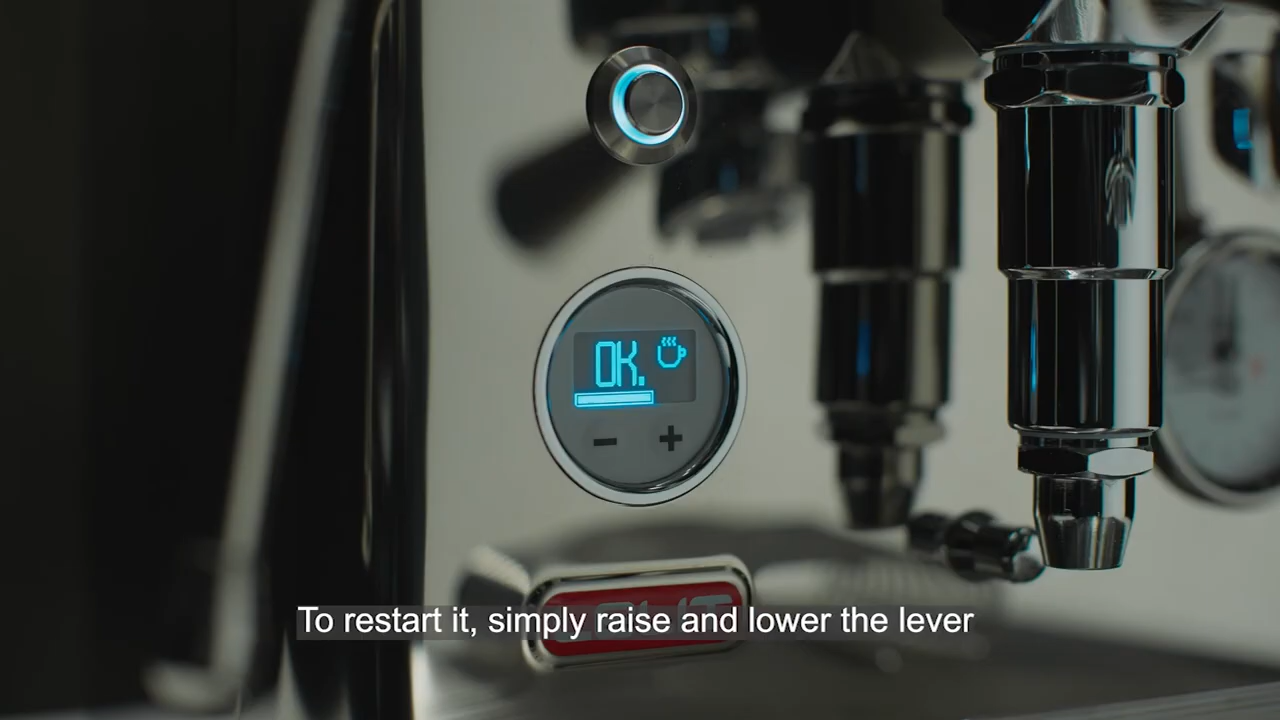 OK.
− +
To restart it, simply raise and lower the lever